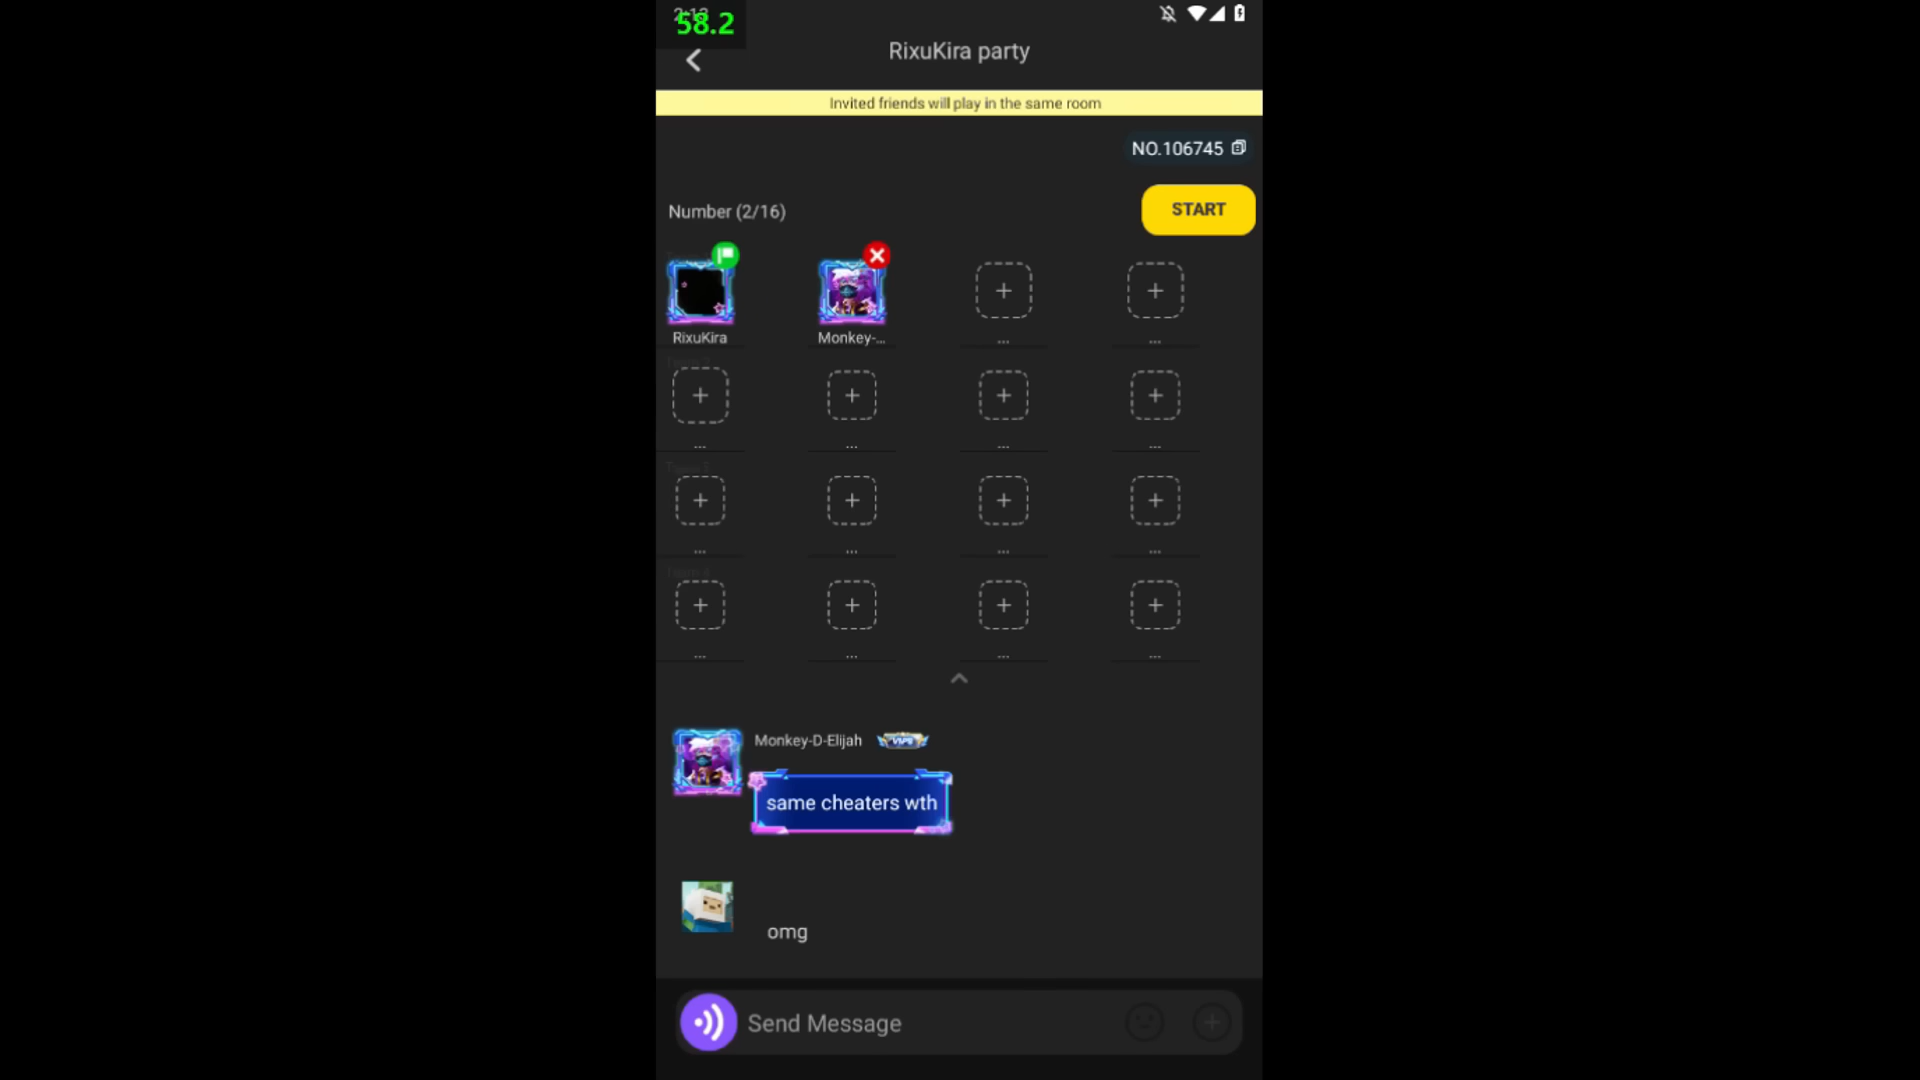 58.2
RixuKira party
Invited friends will play in the same room
NO.106745
Number (2/16)
START
RixuKira
Monkey-...
...
...
...
...
...
...
...
...
...
...
...
...
...
...
Monkey-D-Elijah
same cheaters wth
omg
Send Message